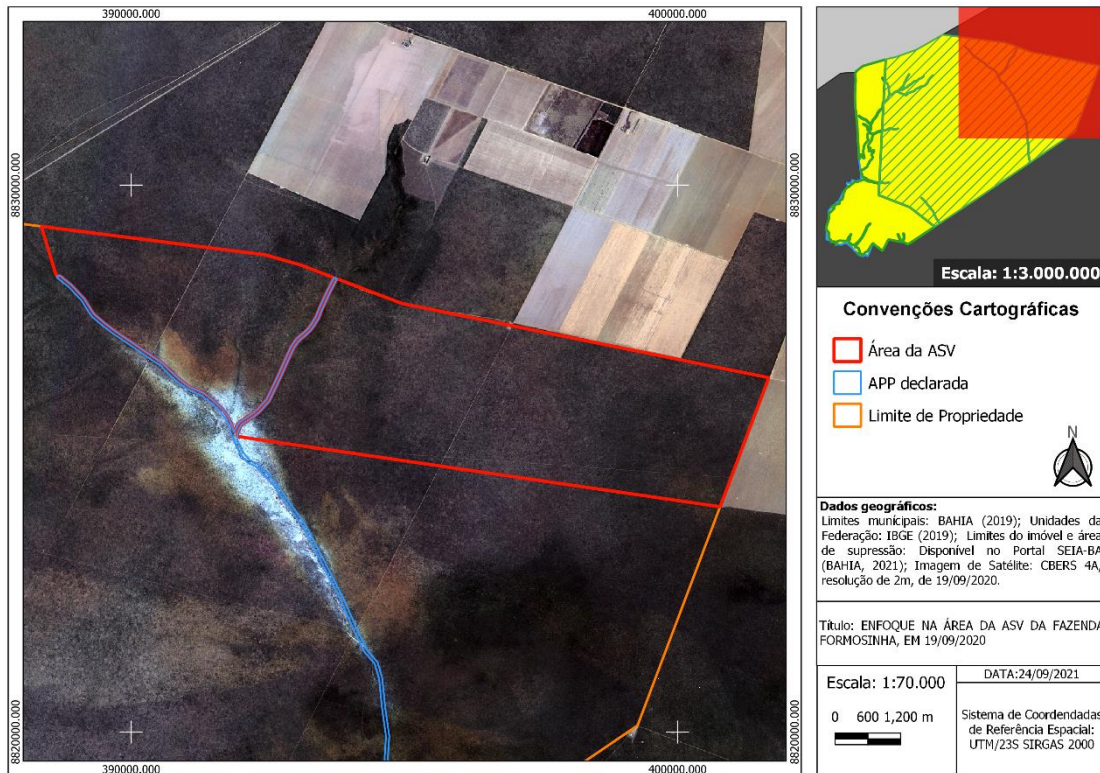 390000.000
400000.000
8830000.000
8830000.000
8820000.000
8820000.000
390000.000
400000.000
Escala: 1:3.000.000
Convenções Cartográficas
Área da ASV
APP declarada
Limite de Propriedade
N
Dados geográficos:
Limites municipais: BAHIA (2019); Unidades da
Federação: IBGE (2019); Limites do imóvel e área
de supressão: Disponível no Portal SEIA-BA
(BAHIA, 2021); Imagem de Satélite: CBERS 4A,
resolução de 2m, de 19/09/2020.
Título: ENFOQUE NA ÁREA DA ASV DA FAZENDA
FORMOSINHA, EM 19/09/2020
Escala: 1:70.000
0 600 1,200 m
DATA:24/09/2021
Sistema de Coordendadas
de Referência Espacial:
UTM/23S SIRGAS 2000